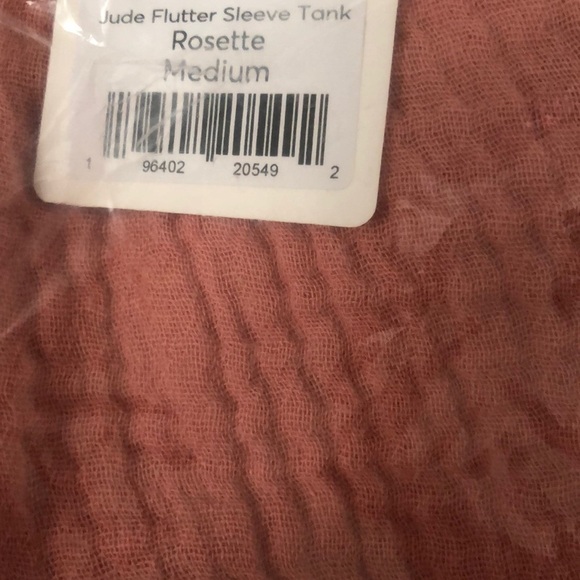 Jude Flutter Sleeve Tank
Rosette
Medium
1 96402 20549 2